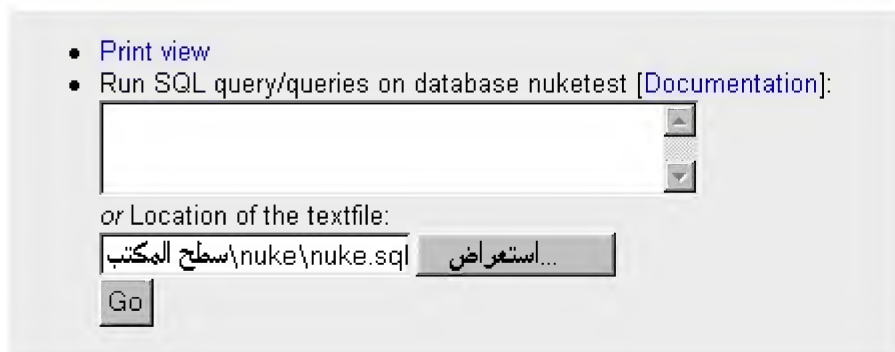 Print view
Run SQL query/queries on database nuketest [Documentation]:
or Location of the textfile:
سطح المكتب\nuke\nuke.sql استعراض...
Go